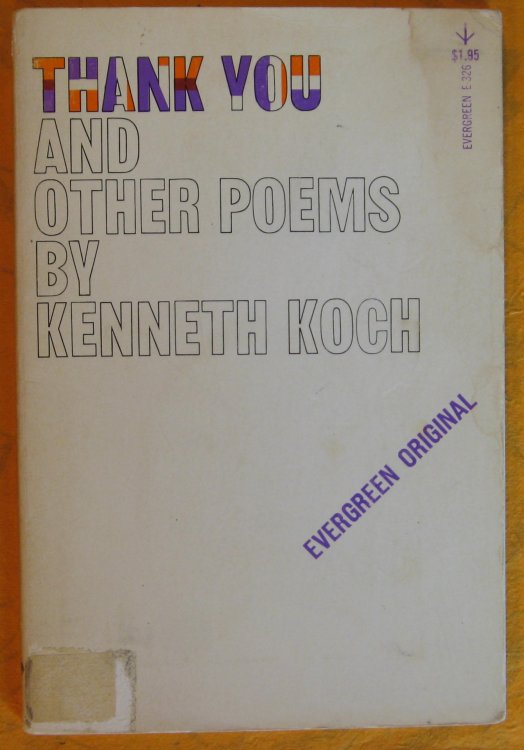 THANK YOU
AND
OTHER POEMS
BY
KENNETH KOCH
$1.95
EVERGREEN E 326
EVERGREEN ORIGINAL